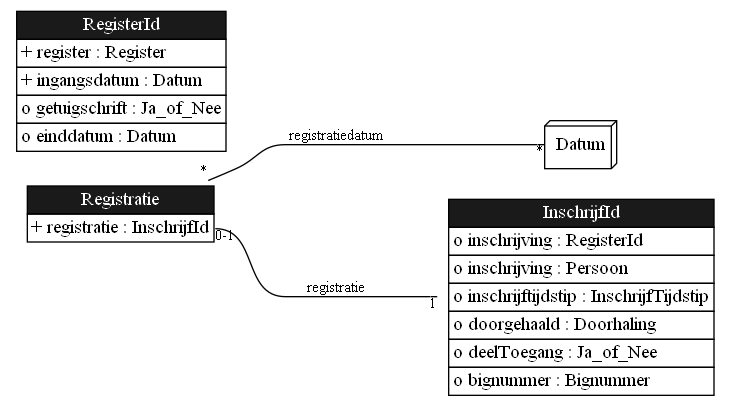 RegisterId
+ register : Register
+ ingangsdatum : Datum
o getuigschrift : Ja_of_Nee
o einddatum : Datum
registratiedatum
*
Datum
*
Registratie
+ registratie : InschrijfId
0-1
registratie
1
InschrijfId
o inschrijving : RegisterId
o inschrijving : Persoon
o inschrijftijdstip : InschrijfTijdstip
o doorgehaald : Doorhaling
o deelToegang : Ja_of_Nee
o bignummer : Bignummer